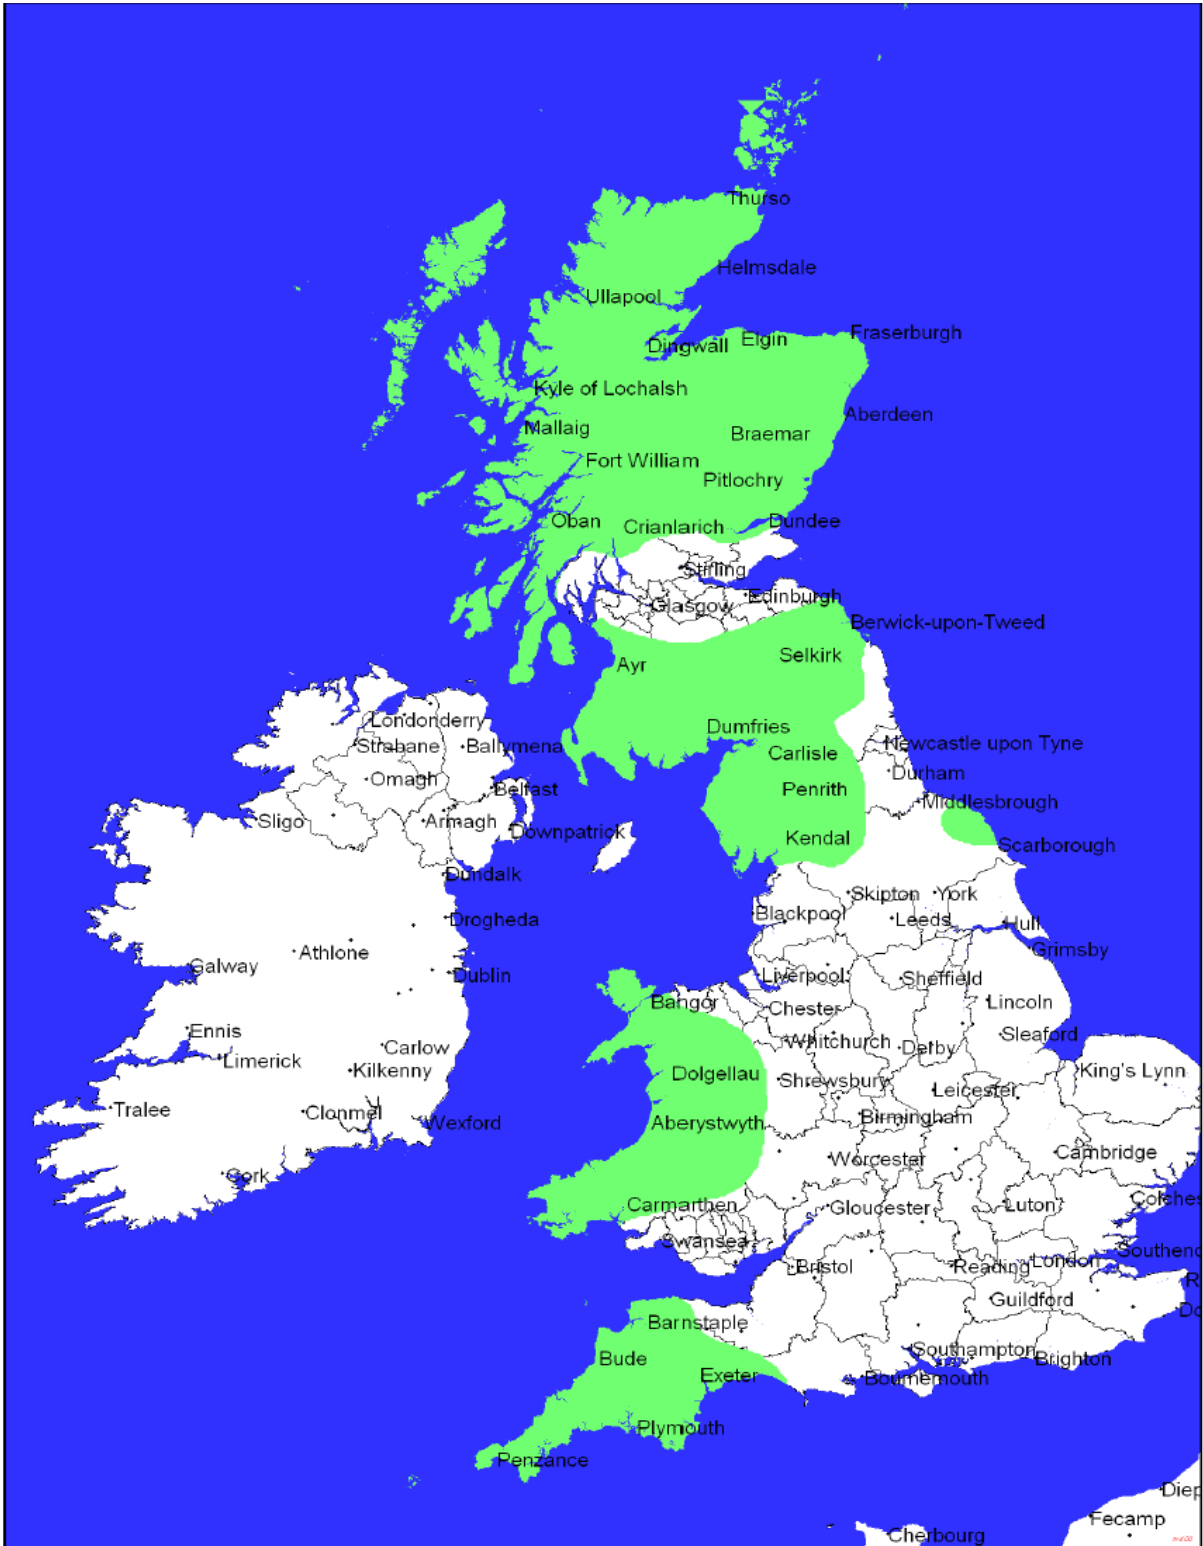 Thurso
Helmsdale
Ullapool
Fraserburgh
Elgin
Dingwall
Kyle of Lochalsh
Aberdeen
Mallaig
Braemar
Fort William
Pitlochry
Oban
Crianlarich
Dundee
Stirling
Edinburgh
Glasgow
Berwick-upon-Tweed
Selkirk
Ayr
Londonderry
Dumfries
Strabane
Ballymena
Newcastle upon Tyne
Carlisle
Omagh
Durham
Belfast
Penrith
Middlesbrough
Sligo
Armagh
Downpatrick
Kendal
Scarborough
Dundalk
Skipton
York
Blackpool
Leeds
Drogheda
Hull
Athlone
Grimsby
Galway
Dublin
Liverpool
Sheffield
Bangor
Chester
Lincoln
Ennis
Sleaford
Whitchurch
Carlow
Derby
Limerick
Kilkenny
Dolgellau
Shrewsbury
King's Lynn
Leicester
Tralee
Clonmel
Wexford
Aberystwyth
Birmingham
Cambridge
Worcester
Cork
Carmarthen
Gloucester
Luton
Colches
Swansea
Southend
Bristol
Reading
London
R
Guildford
Do
Barnstaple
Southampton
Bude
Brighton
Exeter
Bournemouth
Plymouth
Penzance
Diep
Fecamp
Cherbourg